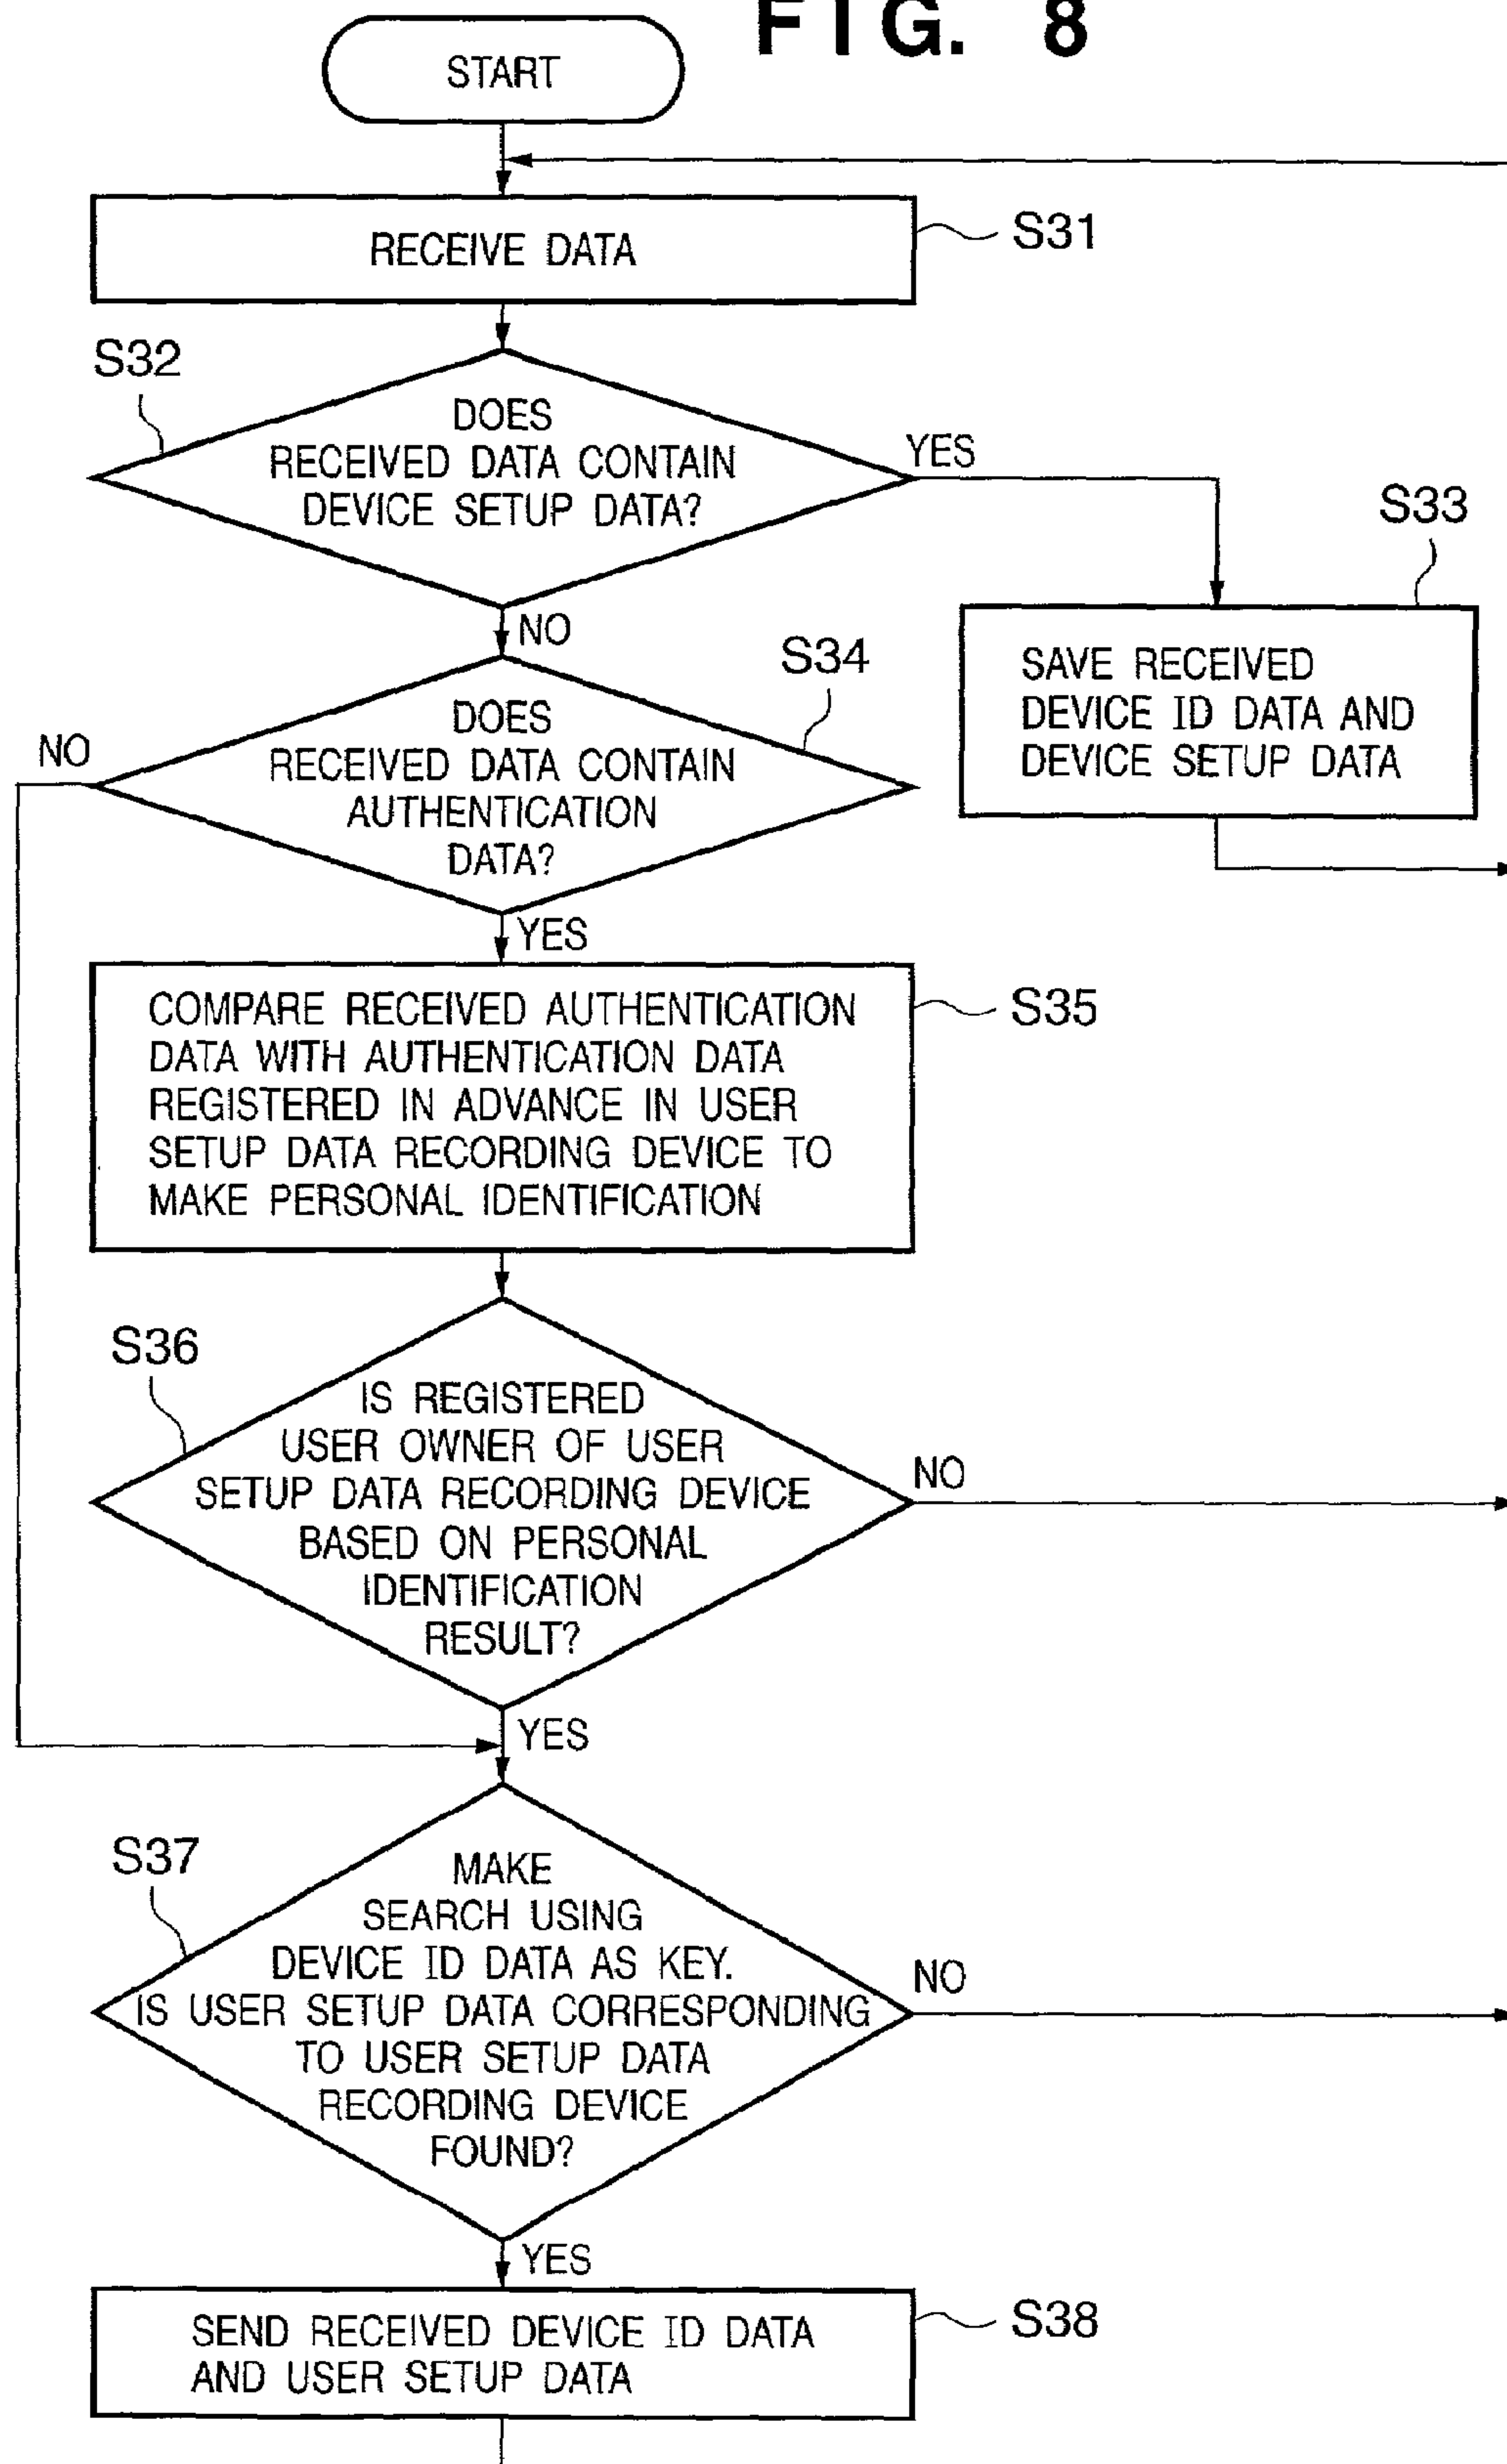 FIG. 8
START
RECEIVE DATA
S31
S32
DOES
RECEIVED DATA CONTAIN
DEVICE SETUP DATA?
YES
NO
S33
SAVE RECEIVED
DEVICE ID DATA AND
DEVICE SETUP DATA
S34
DOES
RECEIVED DATA CONTAIN
AUTHENTICATION
DATA?
NO
YES
COMPARE RECEIVED AUTHENTICATION
DATA WITH AUTHENTICATION DATA
REGISTERED IN ADVANCE IN USER
SETUP DATA RECORDING DEVICE TO
MAKE PERSONAL IDENTIFICATION
S35
S36
IS REGISTERED
USER OWNER OF USER
SETUP DATA RECORDING DEVICE
BASED ON PERSONAL
IDENTIFICATION
RESULT?
NO
YES
S37
MAKE
SEARCH USING
DEVICE ID DATA AS KEY.
IS USER SETUP DATA CORRESPONDING
TO USER SETUP DATA
RECORDING DEVICE
FOUND?
NO
YES
SEND RECEIVED DEVICE ID DATA
AND USER SETUP DATA
S38